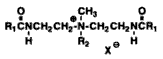 O ⊕ CH₃ O
R₁CNCH₂CH₂-N-CH₂CH₂NCR₁
H R₂ H
X⊖